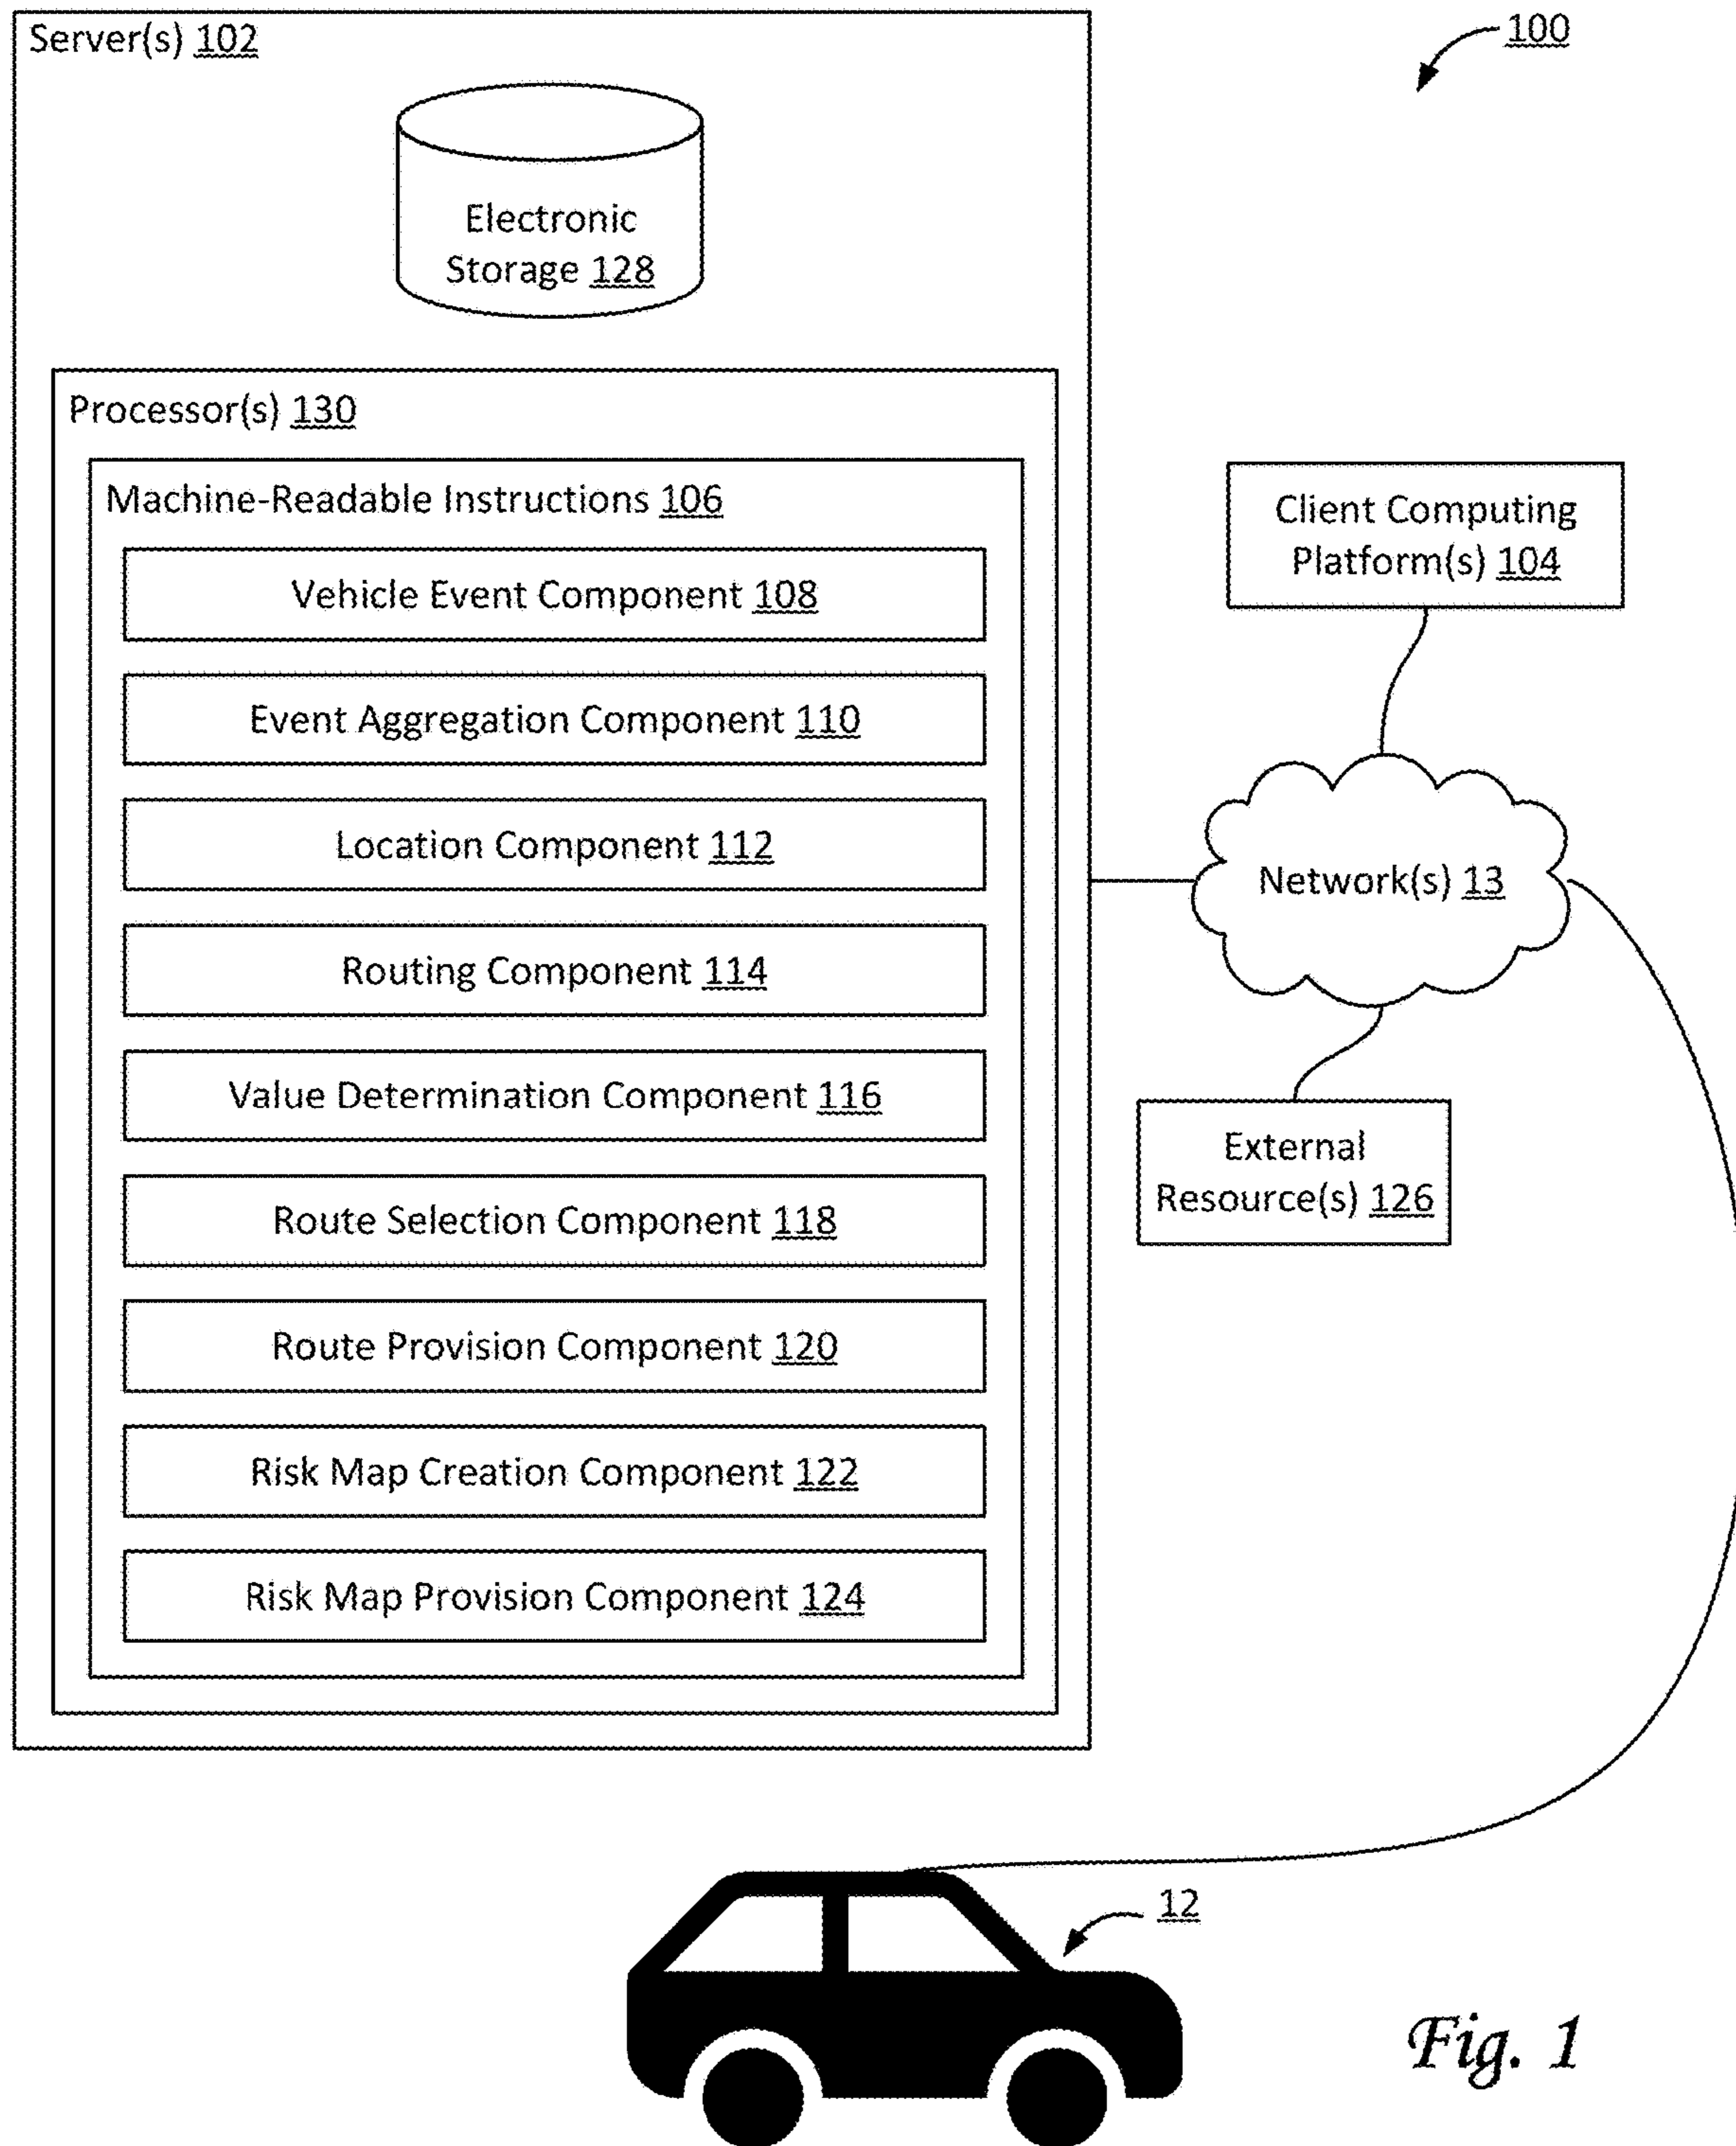 Server(s) 102
100
Electronic
Storage 128
Processor(s) 130
Machine-Readable Instructions 106
Vehicle Event Component 108
Event Aggregation Component 110
Location Component 112
Routing Component 114
Value Determination Component 116
Route Selection Component 118
Route Provision Component 120
Risk Map Creation Component 122
Risk Map Provision Component 124
Client Computing
Platform(s) 104
Network(s) 13
External
Resource(s) 126
12
Fig. 1